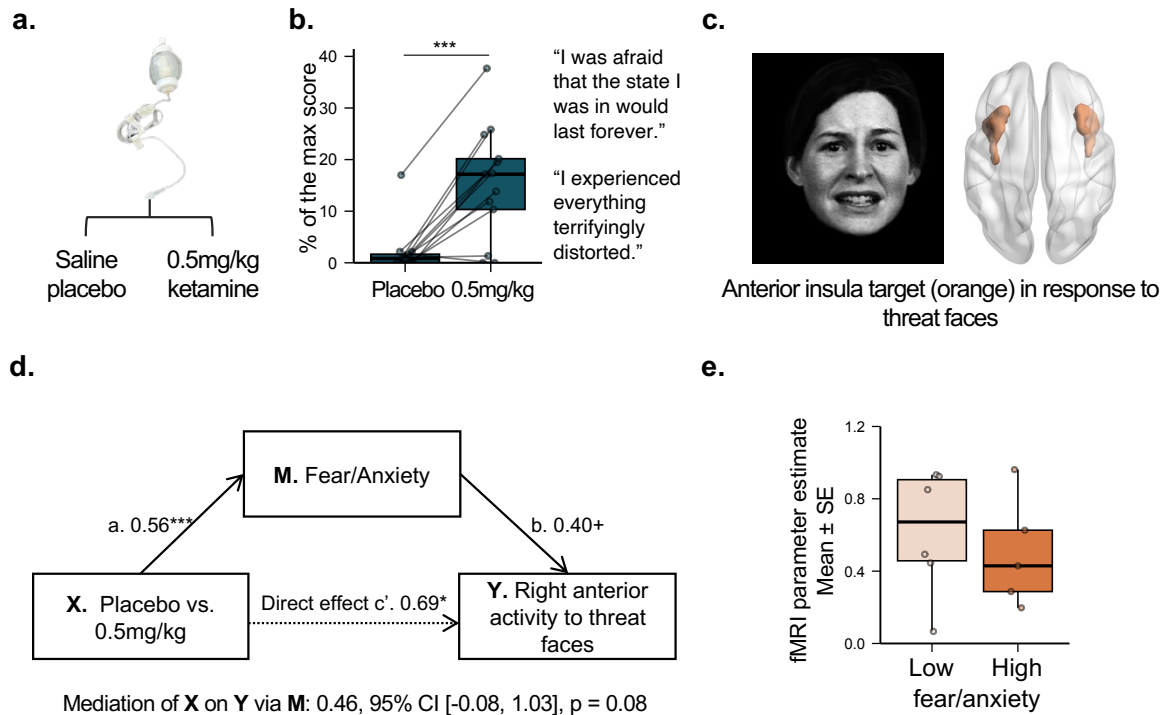 a.
Saline
placebo
0.5mg/kg
ketamine
b.
% of the max score
40
30
20
10
0
***
Placebo 0.5mg/kg
“I was afraid
that the state I
was in would
last forever.”
“I experienced
everything
terrifyingly
distorted.”
c.
Anterior insula target (orange) in response to
threat faces
d.
M. Fear/Anxiety
a. 0.56***
b. 0.40+
X. Placebo vs.
0.5mg/kg
Direct effect c’. 0.69*
Y. Right anterior
activity to threat
faces
Mediation of X on Y via M: 0.46, 95% CI [-0.08, 1.03], p = 0.08
e.
fMRI parameter estimate
Mean ± SE
1.2
0.8
0.4
0.0
Low
High
fear/anxiety